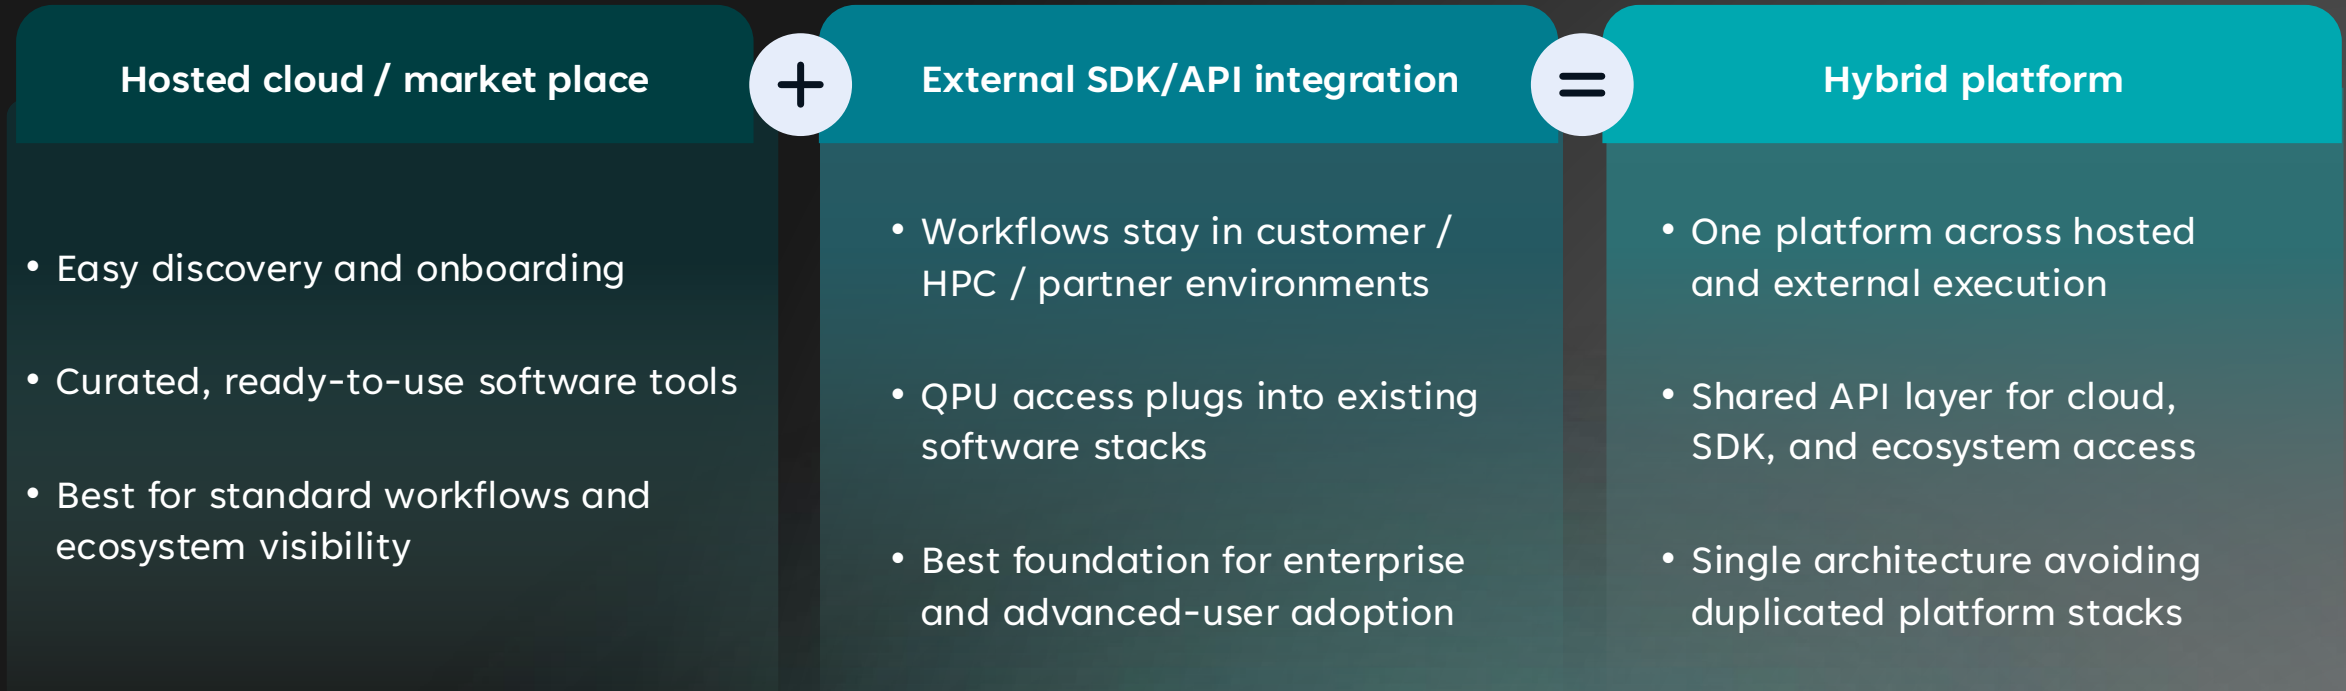 Hosted cloud / market place
+
External SDK/API integration
=
Hybrid platform
• Easy discovery and onboarding
• Curated, ready-to-use software tools
• Best for standard workflows and
ecosystem visibility
• Workflows stay in customer /
HPC / partner environments
• QPU access plugs into existing
software stacks
• Best foundation for enterprise
and advanced-user adoption
• One platform across hosted
and external execution
• Shared API layer for cloud,
SDK, and ecosystem access
• Single architecture avoiding
duplicated platform stacks